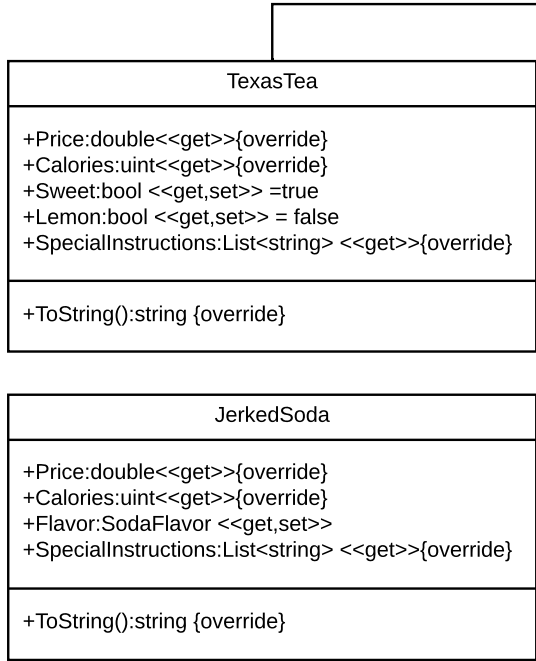 TexasTea
+Price:double<<get>>{override}
+Calories:uint<<get>>{override}
+Sweet:bool <<get,set>> =true
+Lemon:bool <<get,set>> = false
+SpecialInstructions:List<string> <<get>>{override}
+ToString():string {override}
JerkedSoda
+Price:double<<get>>{override}
+Calories:uint<<get>>{override}
+Flavor:SodaFlavor <<get,set>>
+SpecialInstructions:List<string> <<get>>{override}
+ToString():string {override}